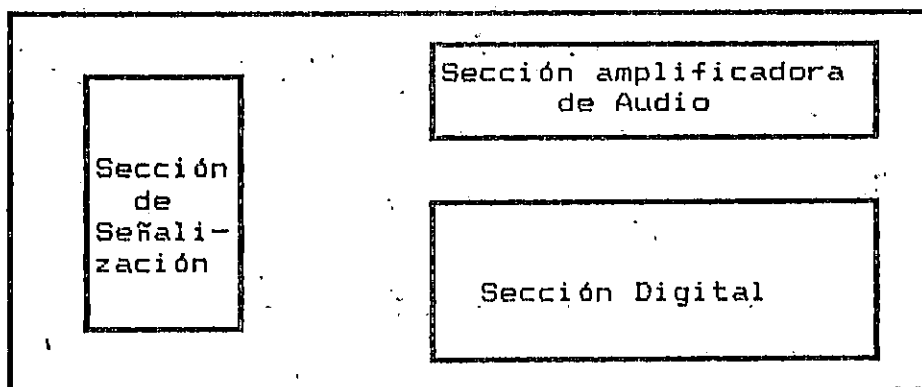 Sección amplificadora
de Audio
Sección
de
Señali-
zación
Sección Digital